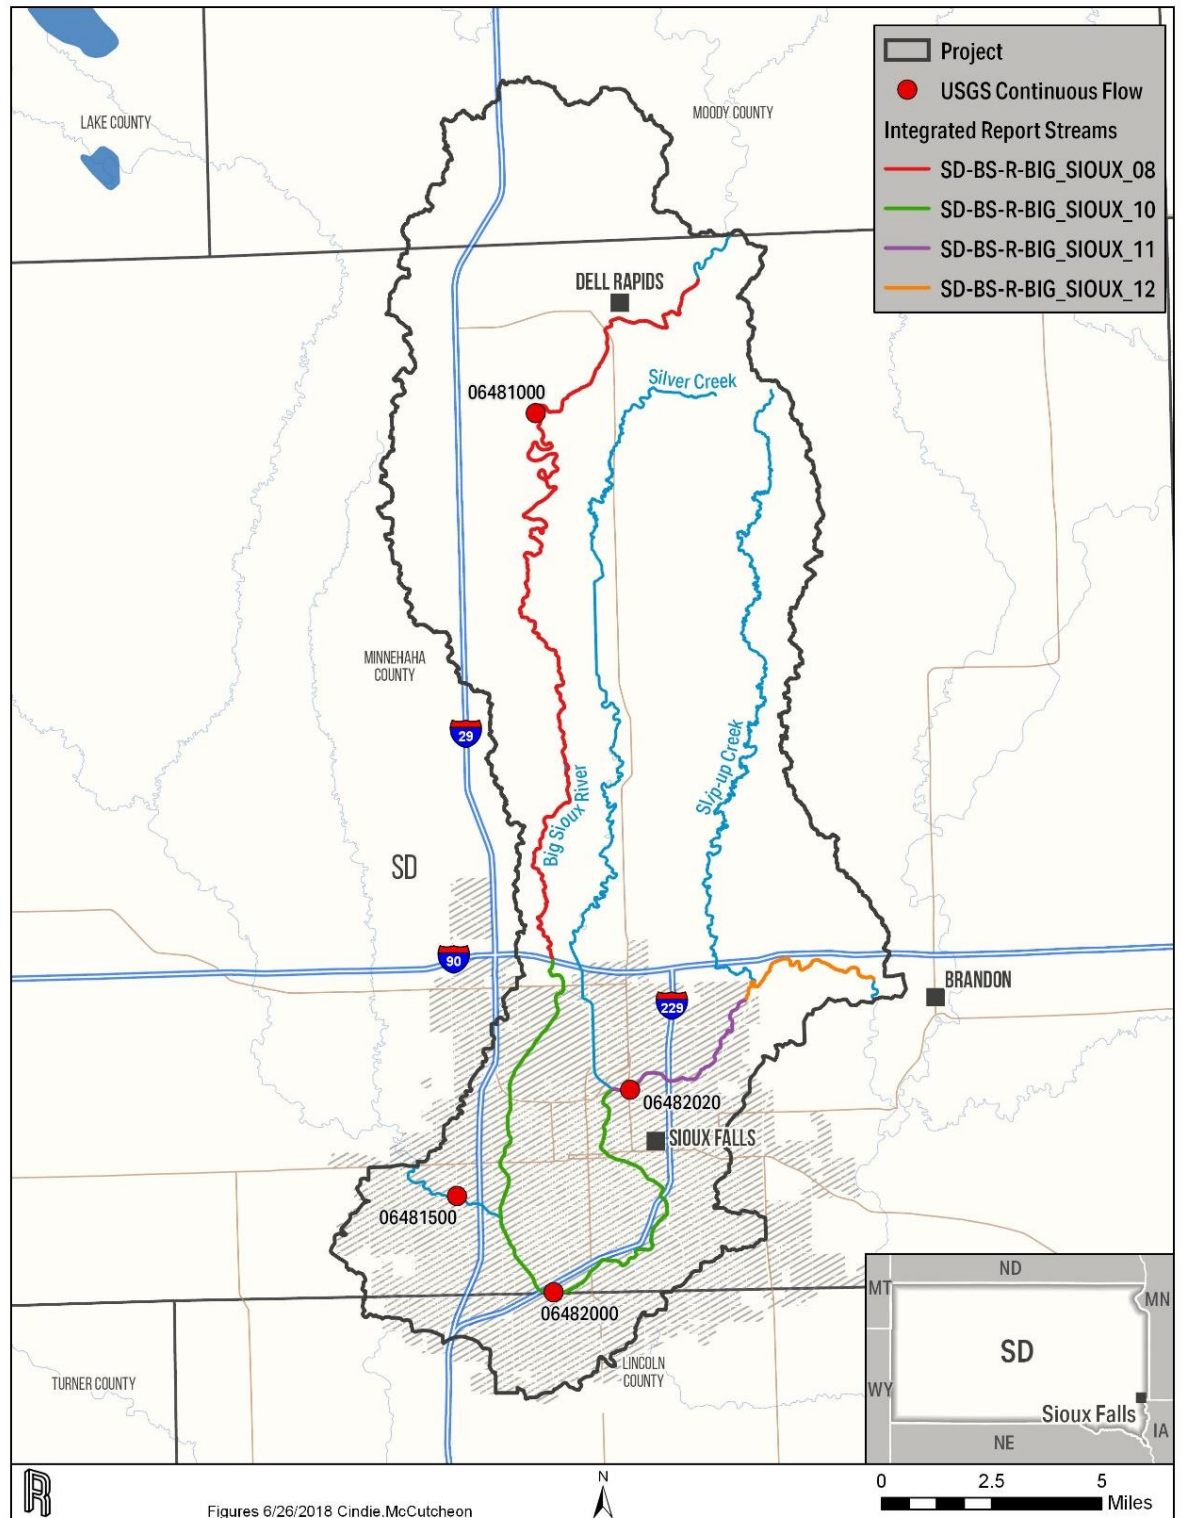 Project
USGS Continuous Flow
Integrated Report Streams
SD-BS-R-BIG_SIOUX_08
SD-BS-R-BIG_SIOUX_10
SD-BS-R-BIG_SIOUX_11
SD-BS-R-BIG_SIOUX_12
LAKE COUNTY
MOODY COUNTY
DELL RAPIDS
Silver Creek
06481000
MINNEHAHA
COUNTY
29
Slip-up Creek
Big Sioux River
SD
90
BRANDON
229
06482020
SIOUX FALLS
06481500
06482000
LINCOLN
COUNTY
TURNER COUNTY
ND
MT
MN
SD
WY
Sioux Falls
IA
NE
R
N
0 2.5 5
Miles
Figures 6/26/2018 Cindie.McCutcheon